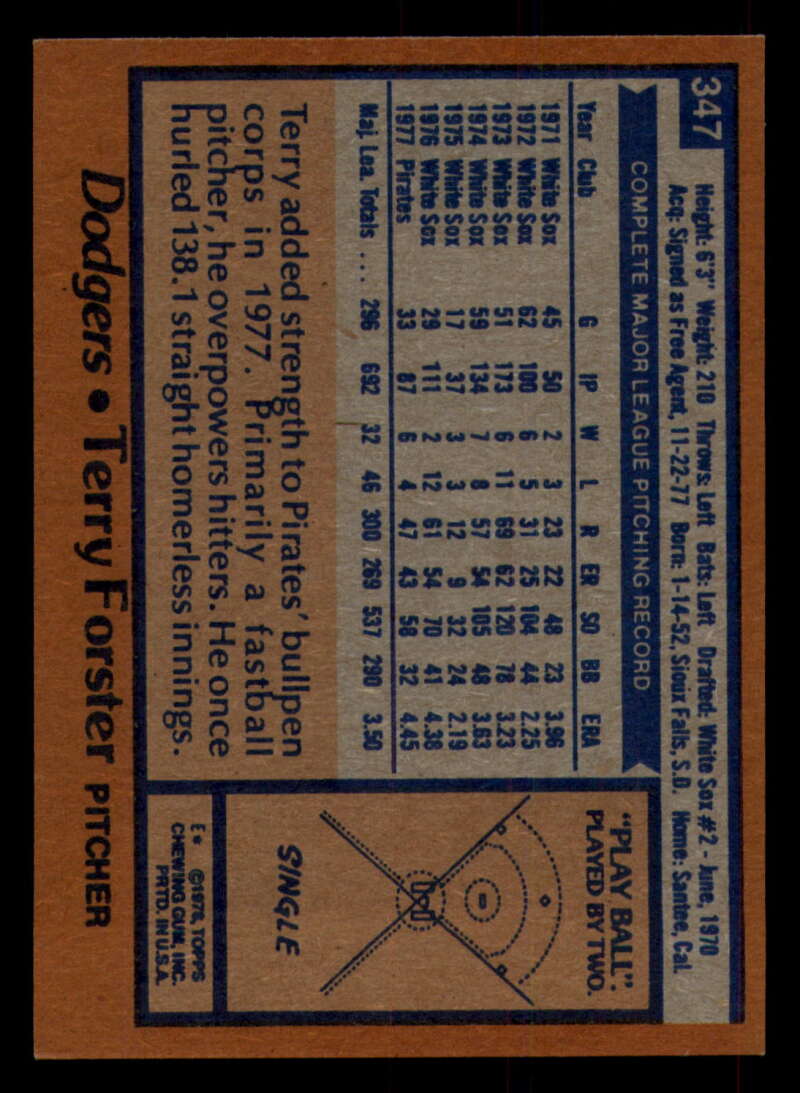 347
Height: 6'3" Weight: 210 Throws: Left Bats: Left Drafted: White Sox #2 - June, 1970
Acq: Signed as Free Agent, 11-22-77 Born: 1-14-52, Sioux Falls, S.D. Home: Santee, Cal.
COMPLETE MAJOR LEAGUE PITCHING RECORD
Year Club G IP W L R ER SO BB ERA
1971 White Sox 45 50 2 3 23 22 48 23 3.96
1972 White Sox 62 100 6 5 31 25 104 44 2.25
1973 White Sox 51 173 6 11 69 62 120 78 3.23
1974 White Sox 59 134 7 8 57 54 105 48 3.63
1975 White Sox 17 37 3 3 12 9 32 24 2.19
1976 White Sox 29 111 2 12 61 54 70 41 4.38
1977 Pirates 33 87 6 4 47 43 58 32 4.45
Maj. Lea. Totals ... 296 692 32 46 300 269 537 290 3.50
Terry added strength to Pirates' bullpen
corps in 1977. Primarily a fastball
pitcher, he overpowers hitters. He once
hurled 138.1 straight homerless innings.
"PLAY BALL".
PLAYED BY TWO.
SINGLE
E* ©1978, TOPPS
CHEWING GUM, INC.
PRTD. IN U.S.A.
Dodgers • Terry Forster PITCHER